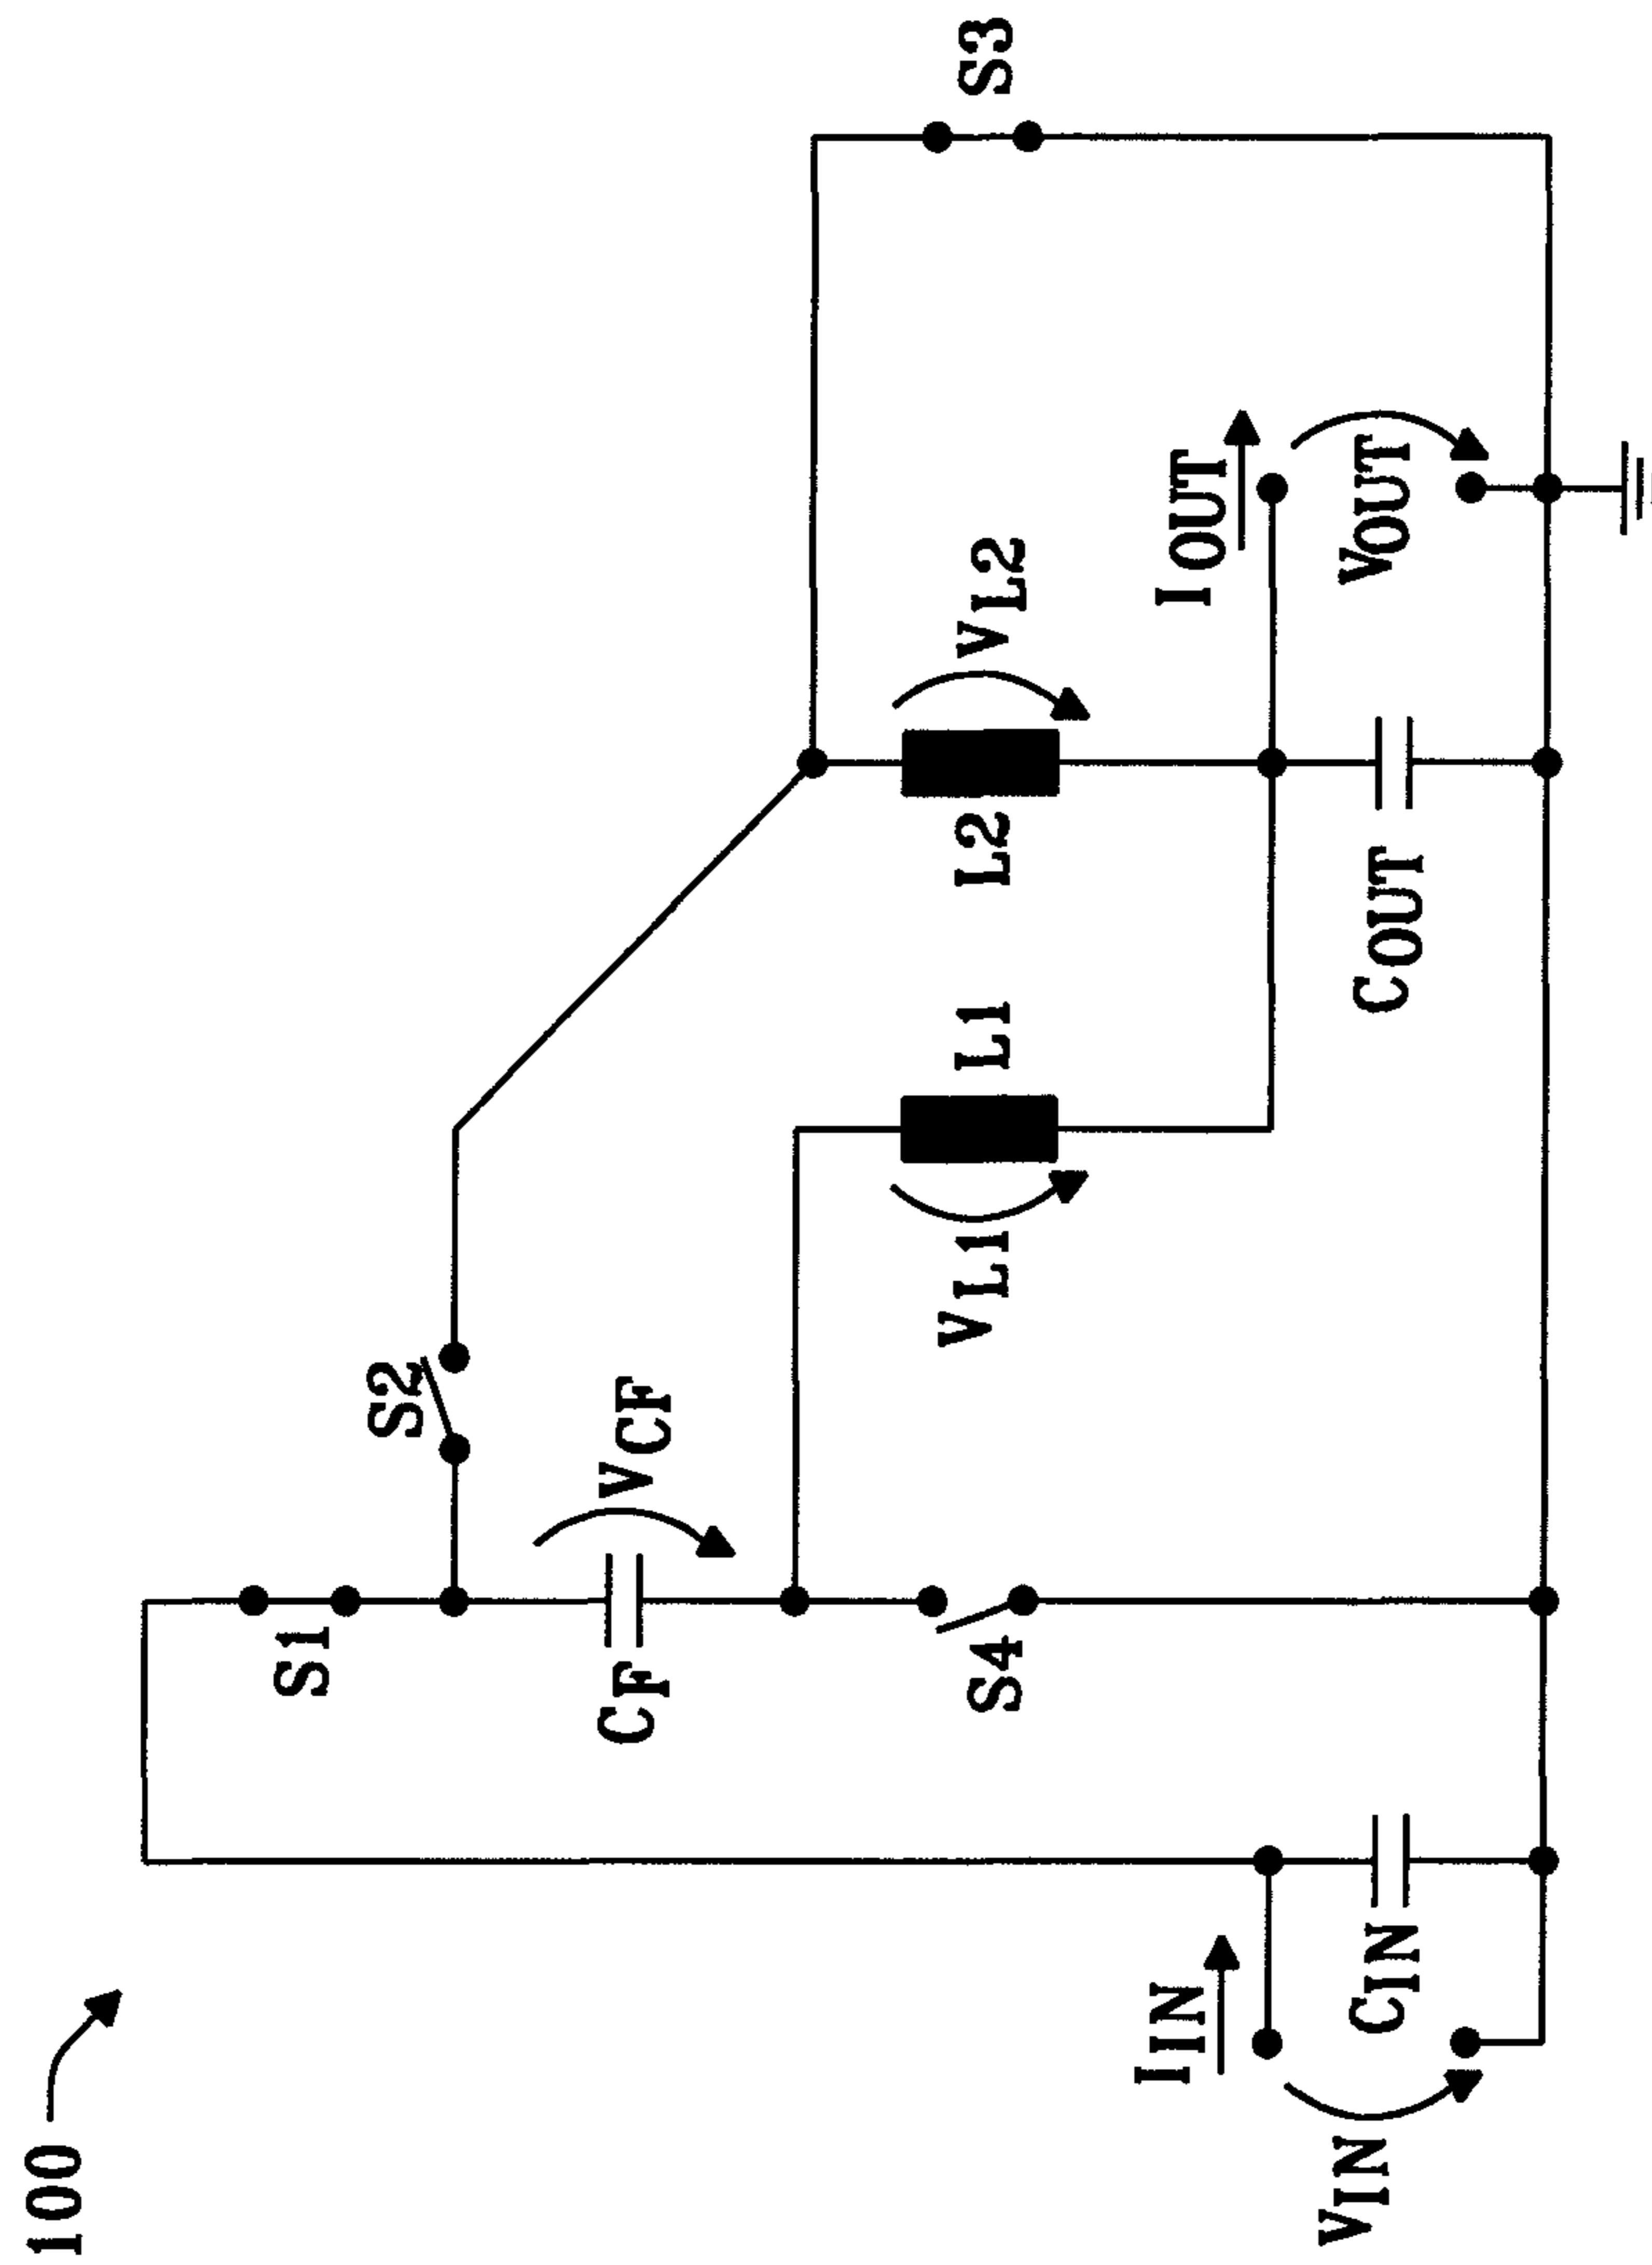 100
S1
S2
CF
VCF
S4
S3
VL1
L1
L2
VL2
IIN
VIN
CIN
COUT
IOUT
VOUT